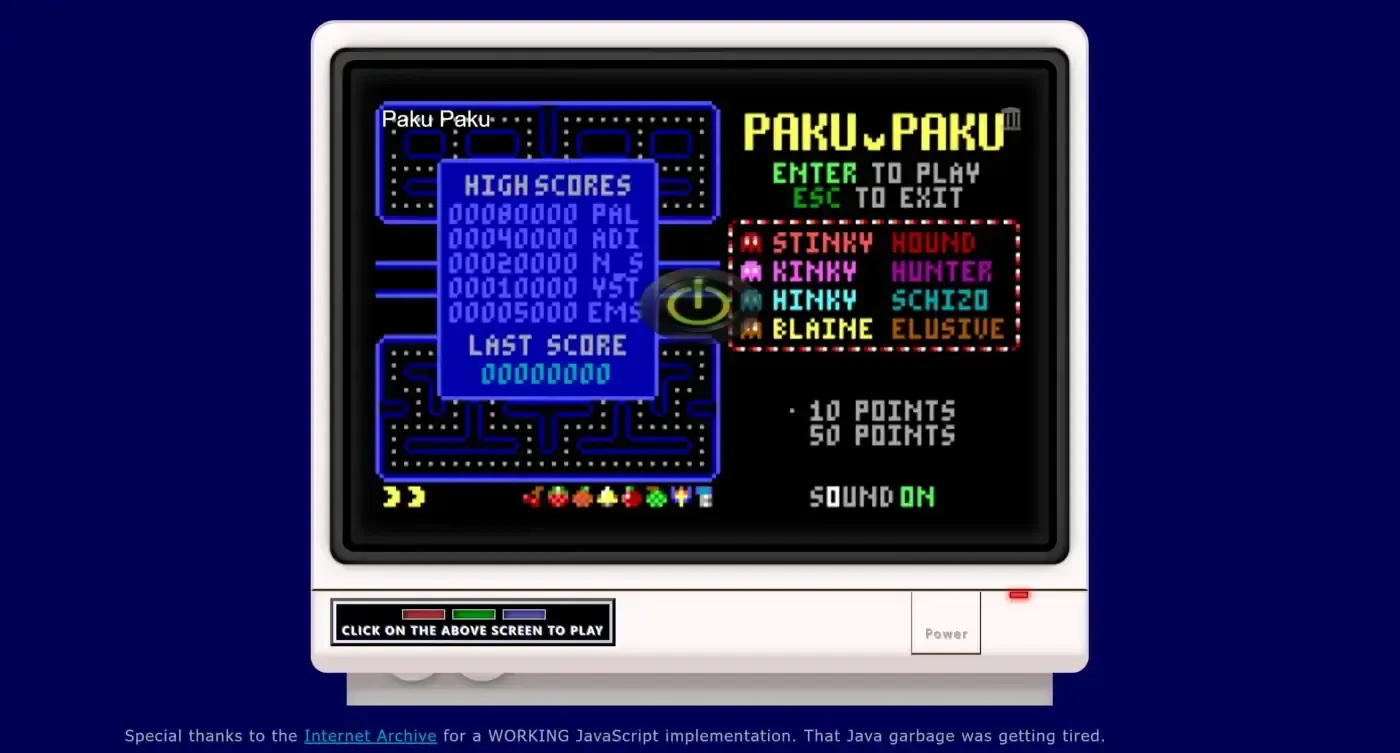 Paku Paku
HIGH SCORES
00080000 PAL
00040000 ADI
00020000 N_S
00010000 YST
00005000 EMS
LAST SCORE
00000000
PAKU PAKU
ENTER TO PLAY
ESC TO EXIT
STINKY HOUND
KINKY HUNTER
HINKY SCHIZO
BLAINE ELUSIVE
10 POINTS
50 POINTS
SOUND ON
CLICK ON THE ABOVE SCREEN TO PLAY
Power
Special thanks to the Internet Archive for a WORKING JavaScript implementation. That Java garbage was getting tired.